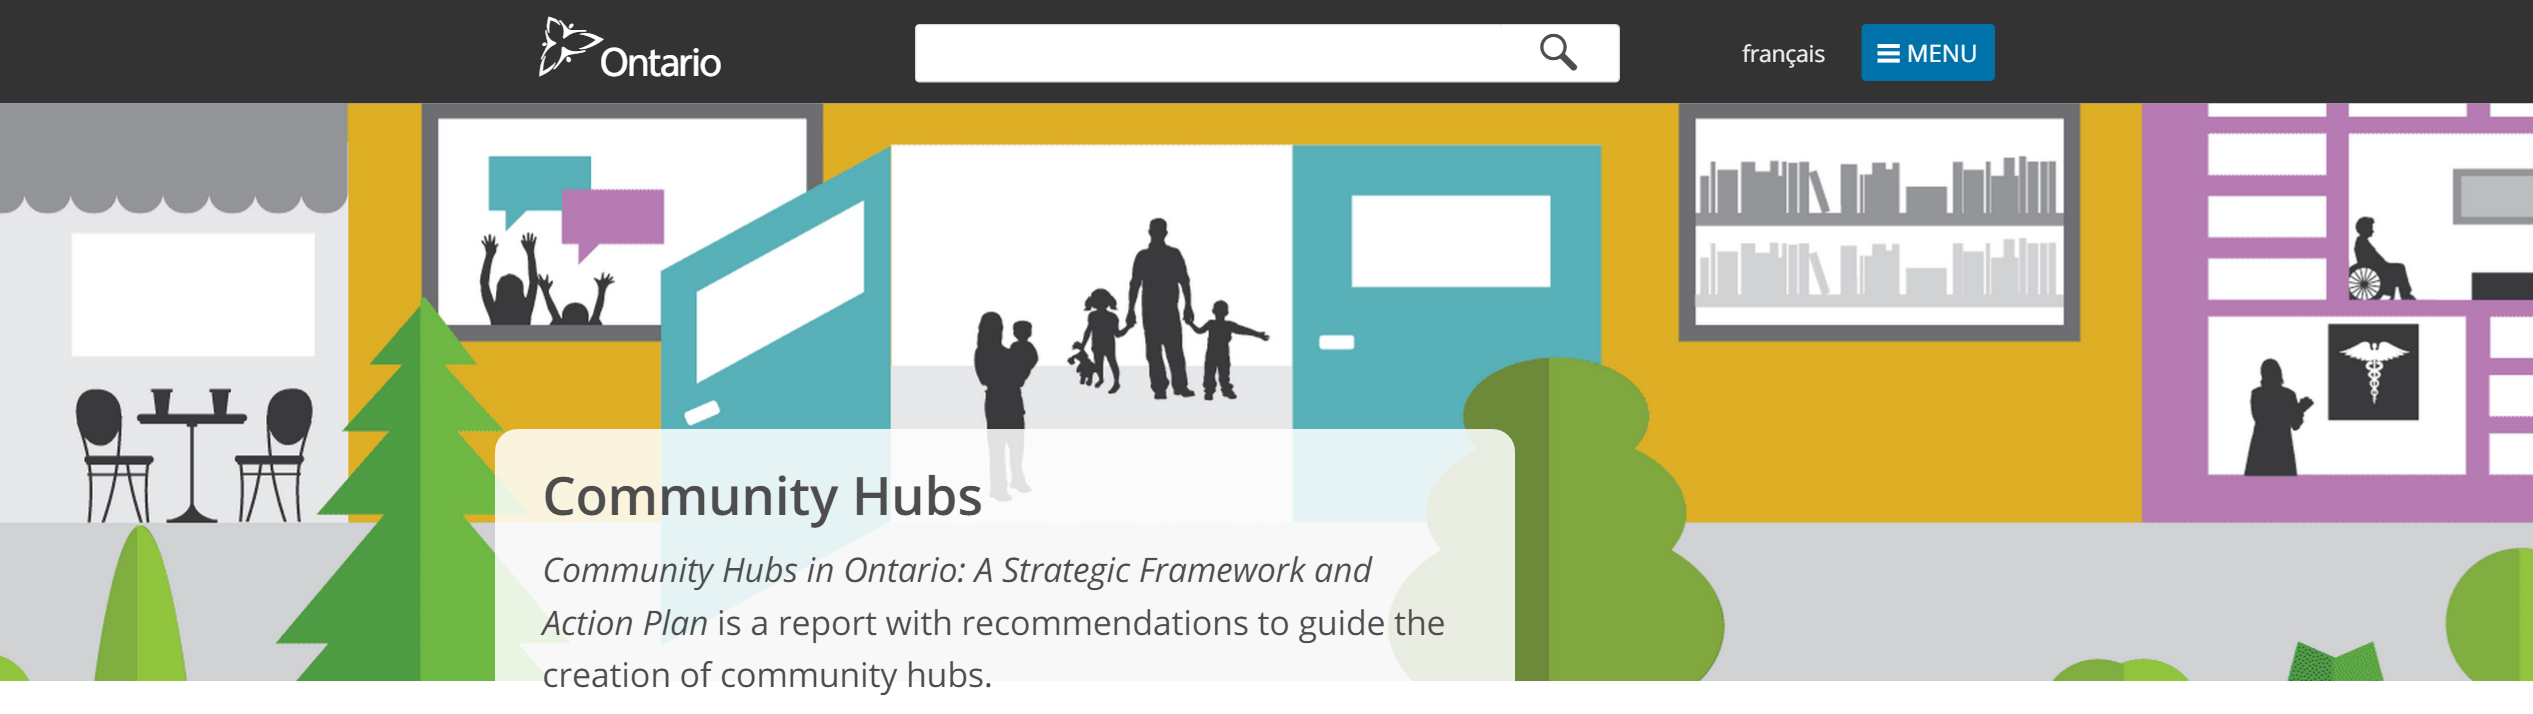 Ontario
français
MENU
Community Hubs
Community Hubs in Ontario: A Strategic Framework and
Action Plan is a report with recommendations to guide the
creation of community hubs.